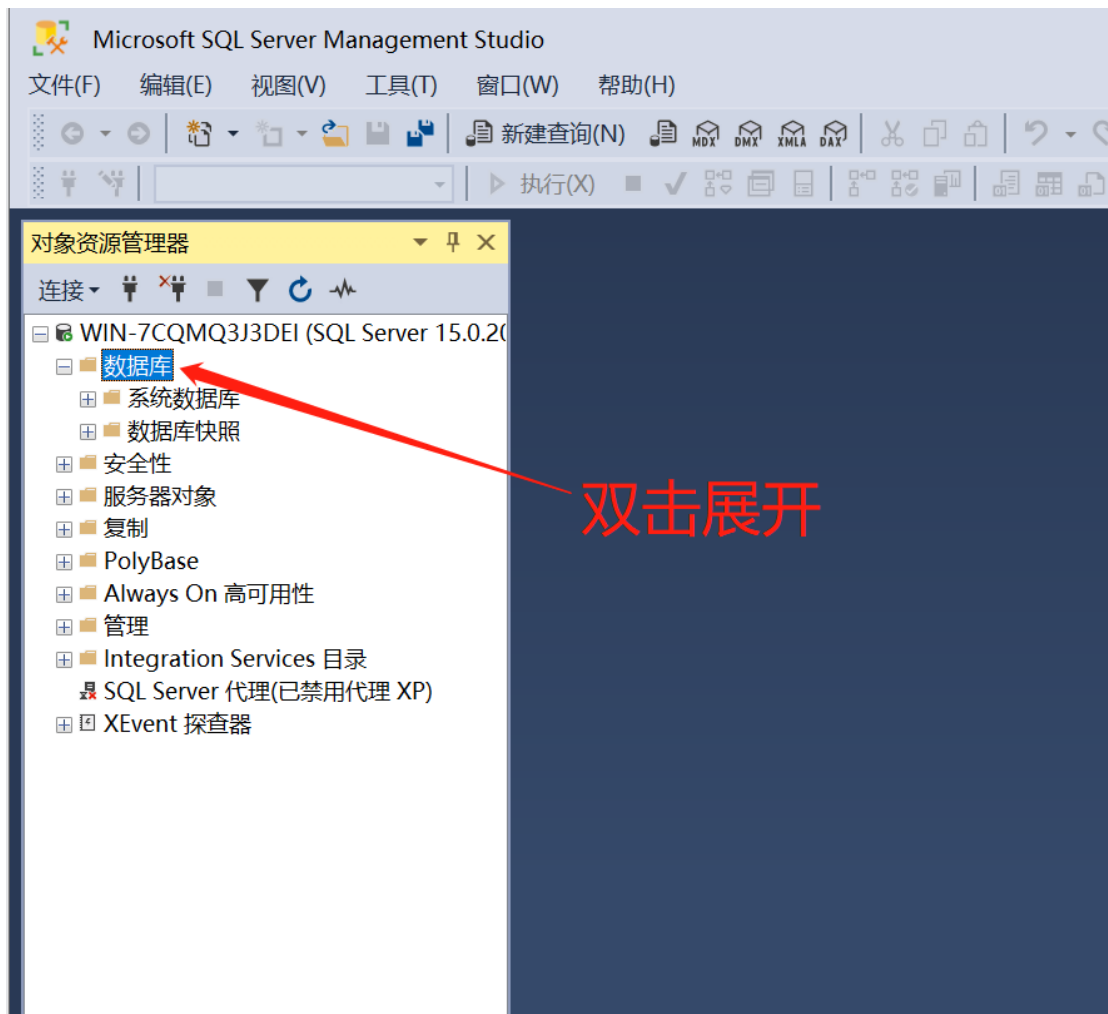 Microsoft SQL Server Management Studio
文件(F) 编辑(E) 视图(V) 工具(T) 窗口(W) 帮助(H)
新建查询(N) MDX DMX XMLA DAX
执行(X)
对象资源管理器
连接
WIN-7CQMQ3J3DEI (SQL Server 15.0.20
数据库
系统数据库
数据库快照
安全性
服务器对象
双击展开
复制
PolyBase
Always On 高可用性
管理
Integration Services 目录
SQL Server 代理(已禁用代理 XP)
XEvent 探查器